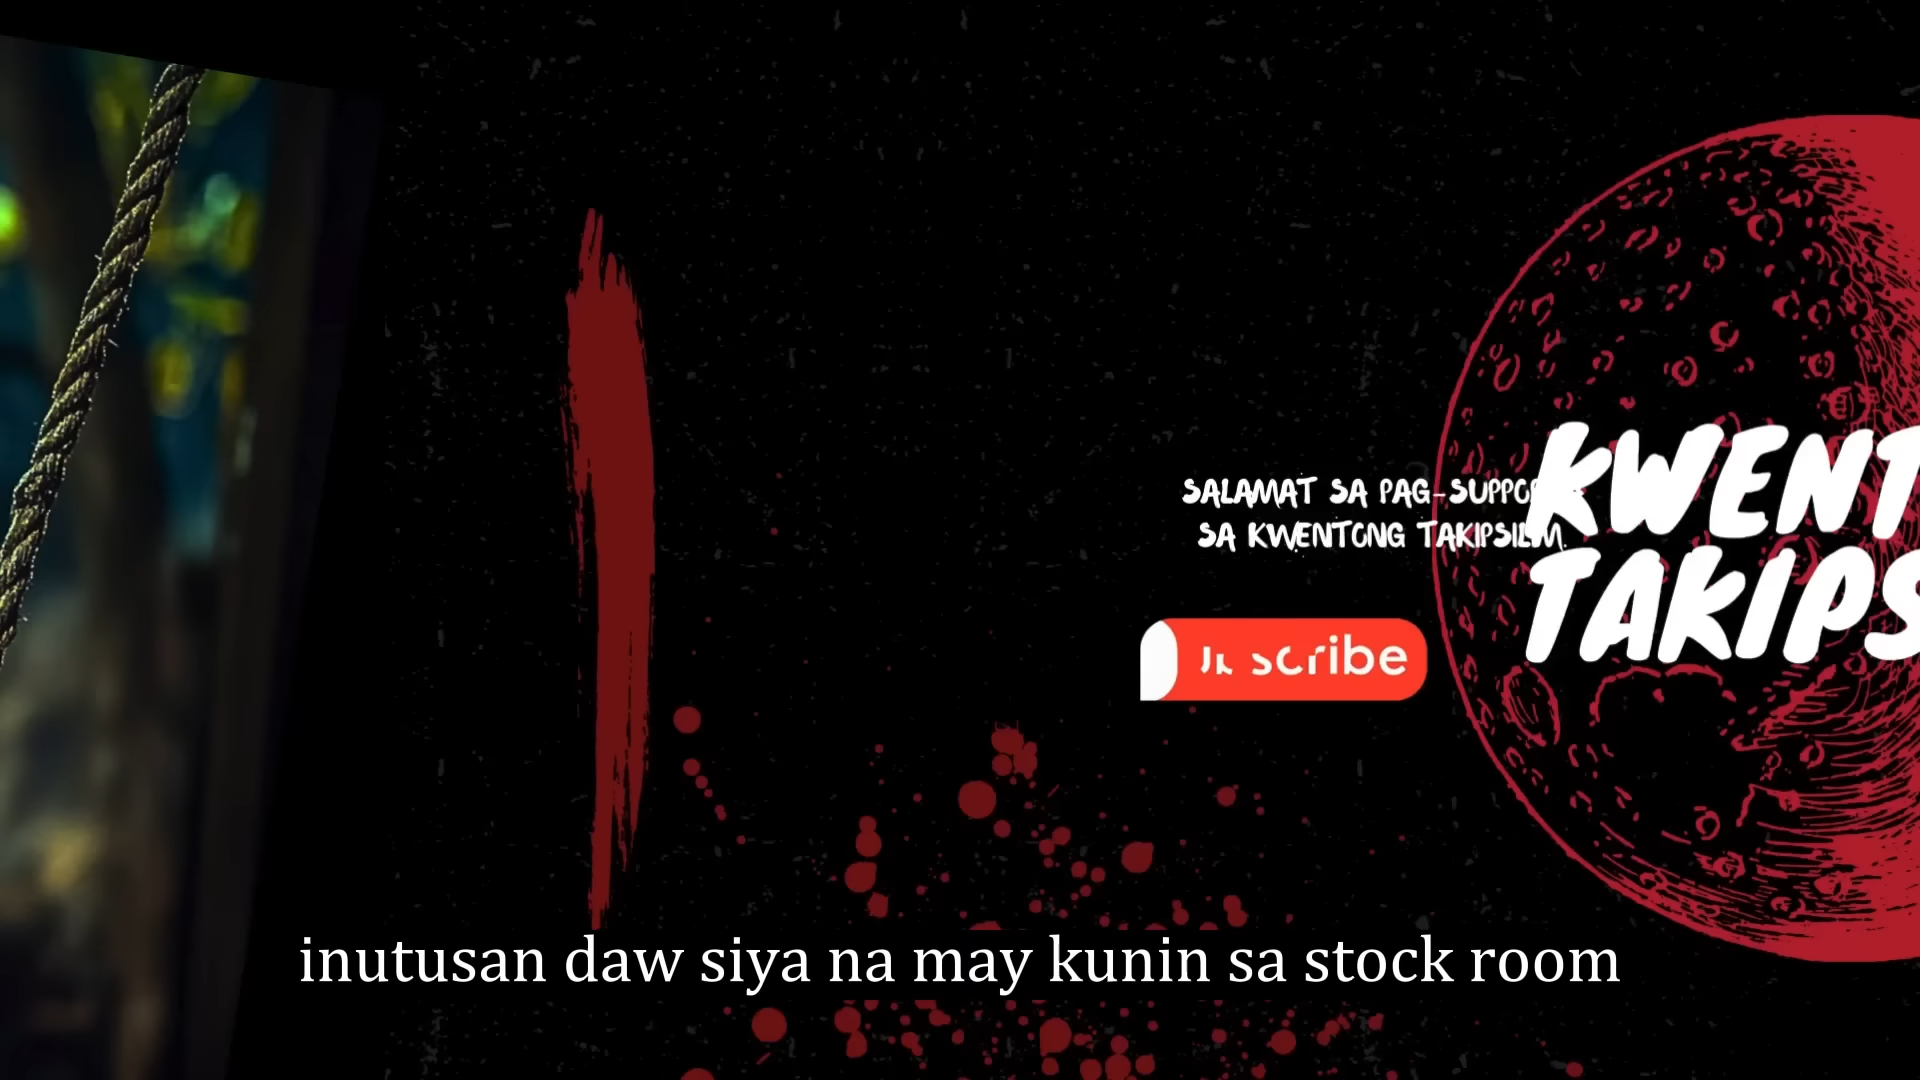 SALAMAT SA PAG-SUPPO
SA KWENTONG TAKIPSILIM.
KWENT
TAKIPS
scribe
inutusan daw siya na may kunin sa stock room